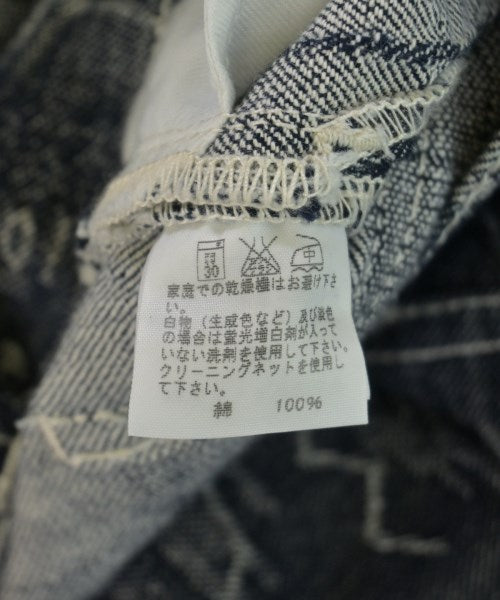 30 中
家庭での乾燥機はお避け下さ
い。
白物（生成色など）及び淡色
の場合は蛍光増白剤が入って
いない洗剤を使用して下さい。
クリーニングネットを使用し
て下さい。
綿 100%